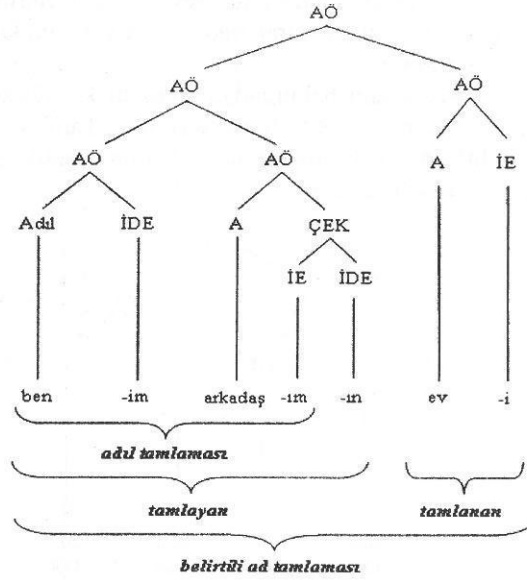 AÖ
AÖ AÖ
AÖ AÖ A İE
Adıl İDE A ÇEK
İE İDE
ben -im arkadaş -ım -ın ev -i
adıl tamlaması
tamlayan tamlanan
belirtili ad tamlaması